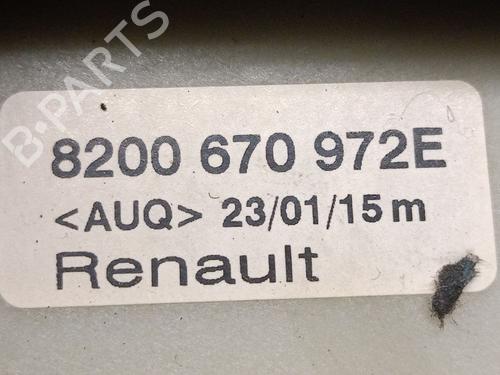 B-PARTS
8200 670 972E
<AUQ> 23/01/15 m
Renault